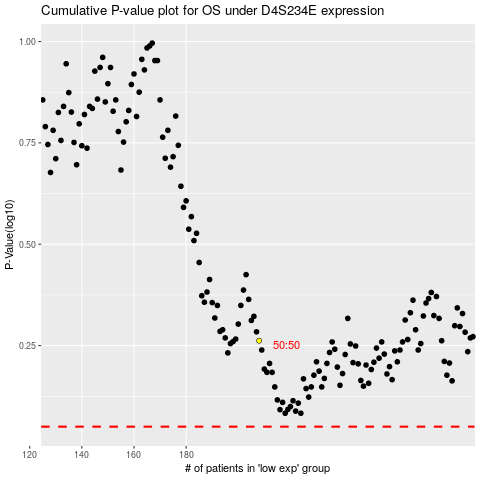 Cumulative P-value plot for OS under D4S234E expression
1.00
0.75
0.50
0.25
P-Value(log10)
50:50
120 140 160 180
# of patients in 'low exp' group